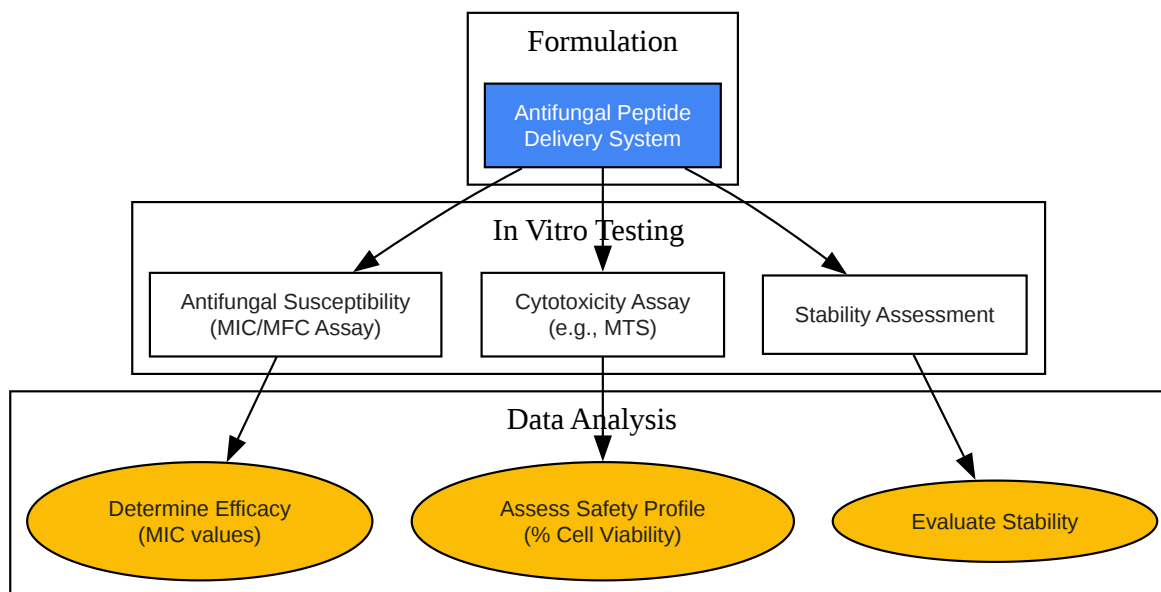 Formulation
Antifungal Peptide
Delivery System
In Vitro Testing
Antifungal Susceptibility
(MIC/MFC Assay)
Cytotoxicity Assay
(e.g., MTS)
Stability Assessment
Data Analysis
Determine Efficacy
(MIC values)
Assess Safety Profile
(% Cell Viability)
Evaluate Stability